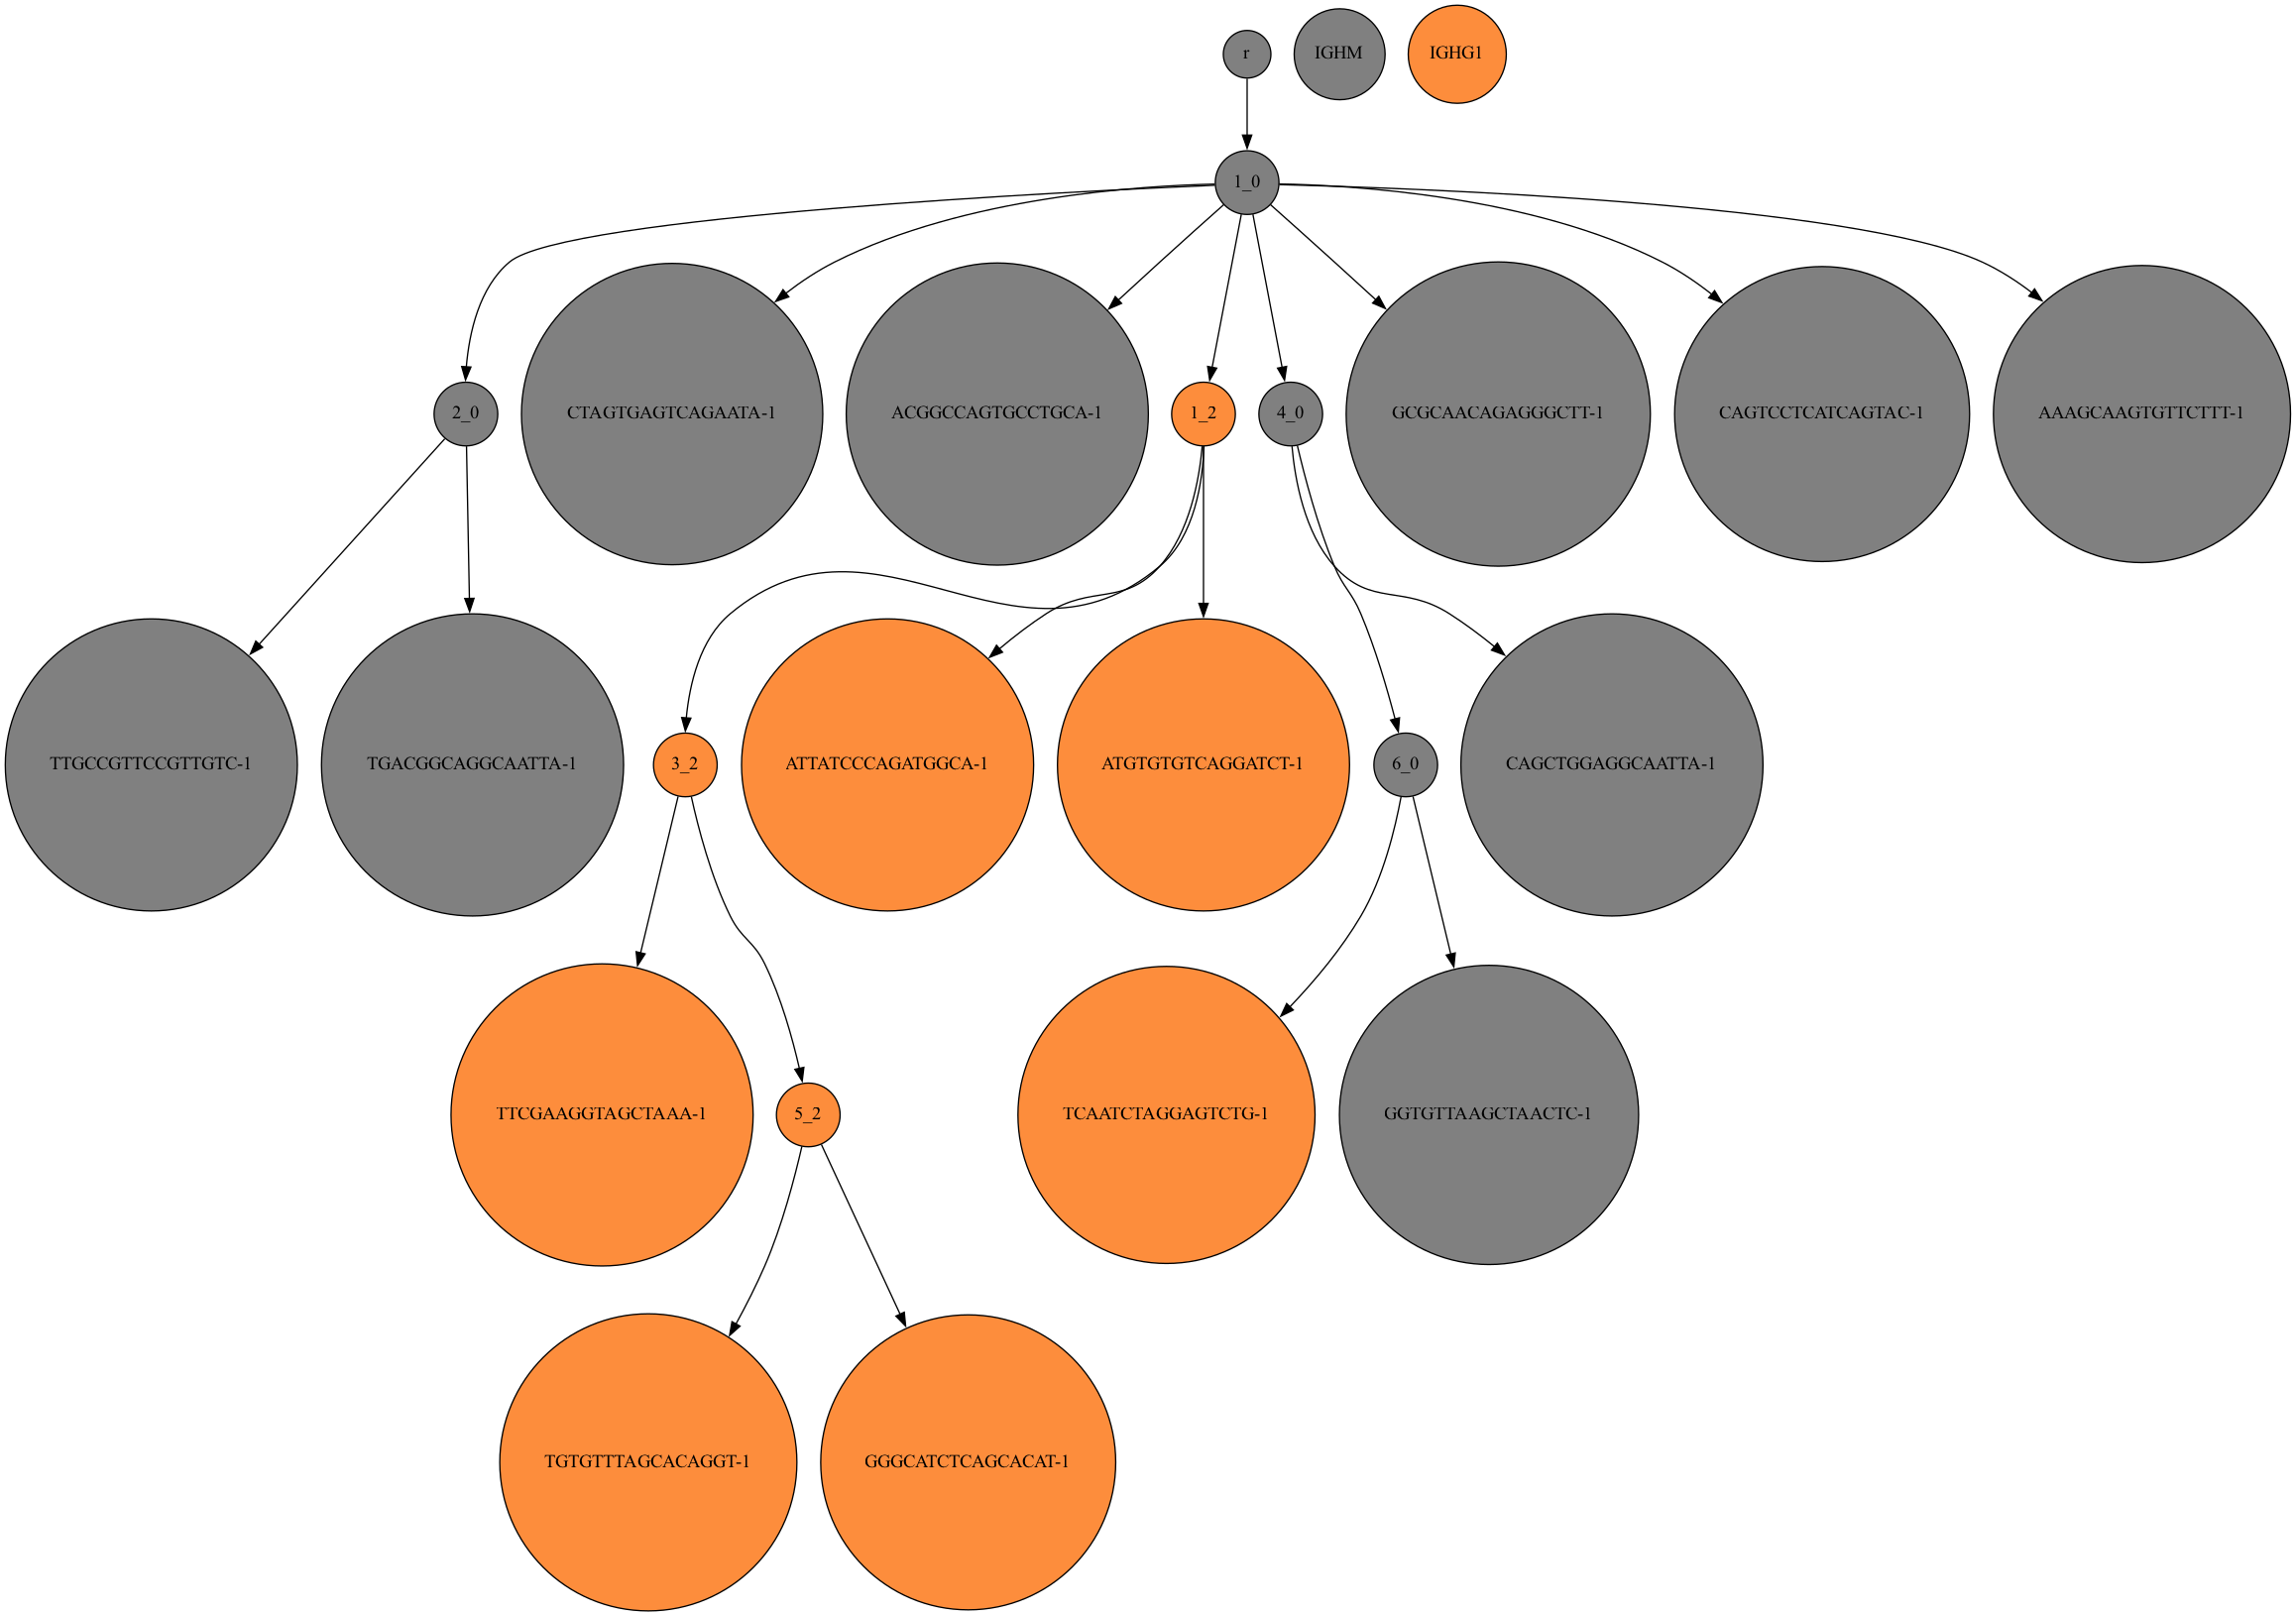 r
IGHM
IGHG1
1_0
2_0
CTAGTGAGTCAGAATA-1
ACGGCCAGTGCCTGCA-1
1_2
4_0
GCGCAACAGAGGGCTT-1
CAGTCCTCATCAGTAC-1
AAAGCAAGTGTTCTTT-1
TTGCCGTTCCGTTGTC-1
TGACGGCAGGCAATTA-1
3_2
ATTATCCCAGATGGCA-1
ATGTGTGTCAGGATCT-1
6_0
CAGCTGGAGGCAATTA-1
TTCGAAGGTAGCTAAA-1
5_2
TCAATCTAGGAGTCTG-1
GGTGTTAAGCTAACTC-1
TGTGTTTAGCACAGGT-1
GGGCATCTCAGCACAT-1